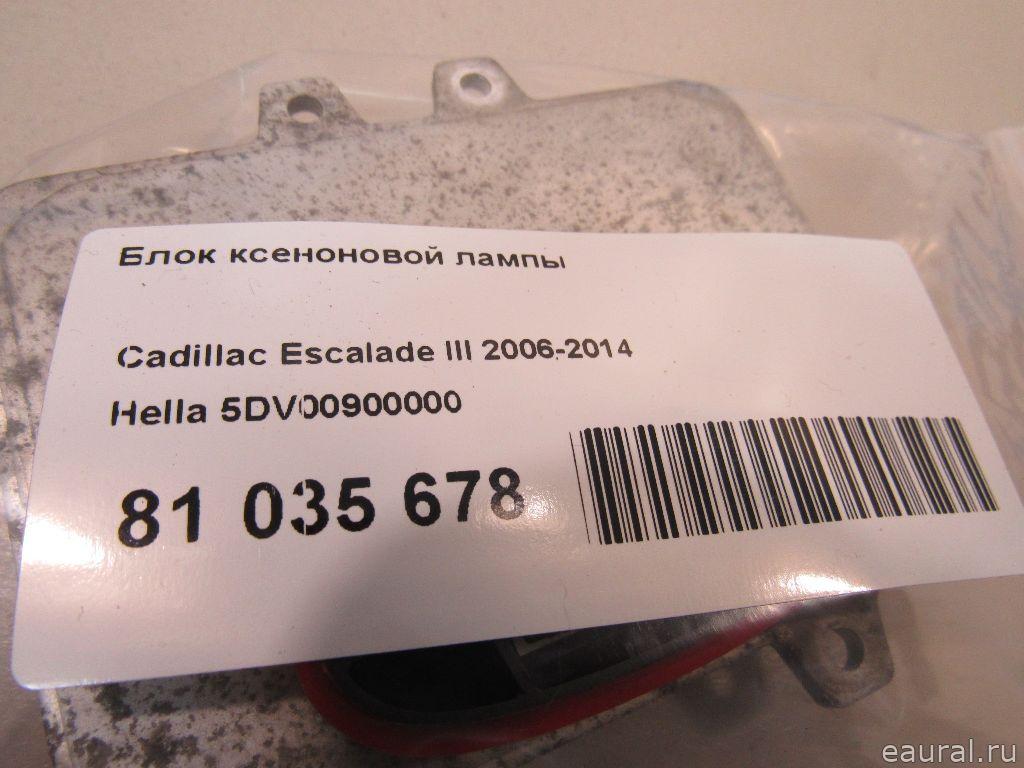 Блок ксеноновой лампы
Cadillac Escalade III 2006-2014
Hella 5DV00900000
81 035 678
eaural.ru